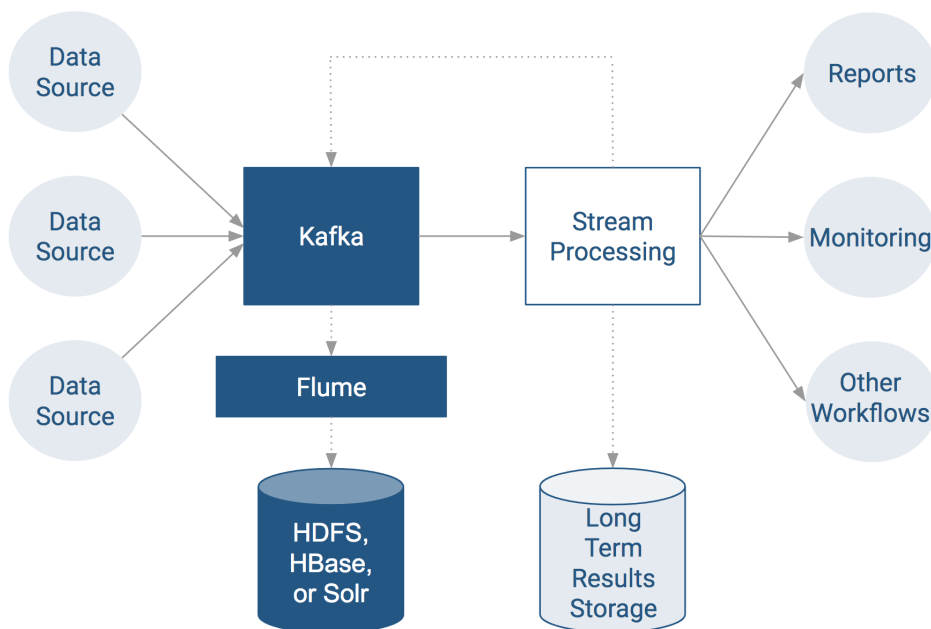 Data
Source
Reports
Data
Source
Kafka
Stream
Processing
Monitoring
Data
Source
Flume
Other
Workflows
HDFS,
HBase,
or Solr
Long
Term
Results
Storage